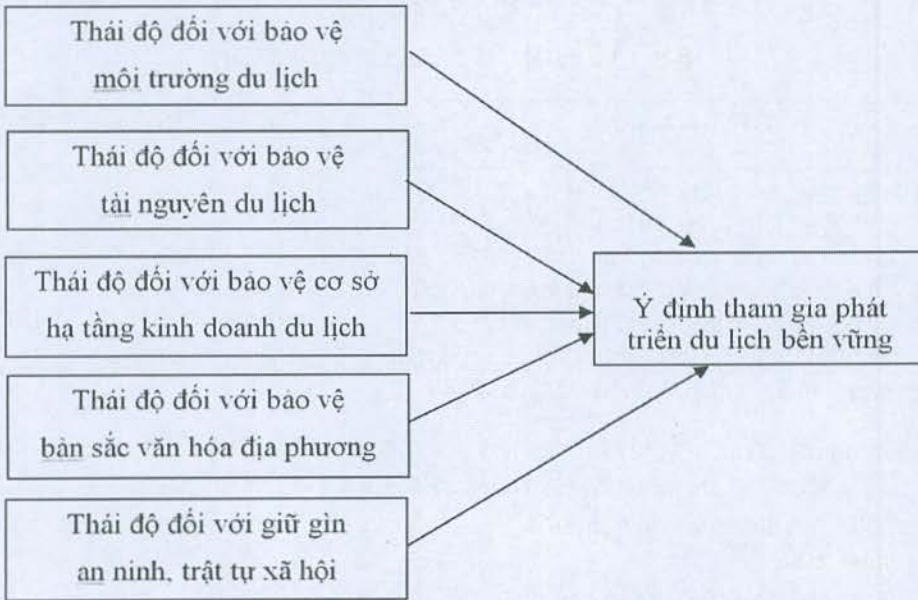 Thái độ đối với bảo vệ
môi trường du lịch
Thái độ đối với bảo vệ
tài nguyên du lịch
Thái độ đối với bảo vệ cơ sở
hạ tầng kinh doanh du lịch
Thái độ đối với bảo vệ
bản sắc văn hóa địa phương
Thái độ đối với giữ gìn
an ninh, trật tự xã hội
Ý định tham gia phát
triển du lịch bền vững